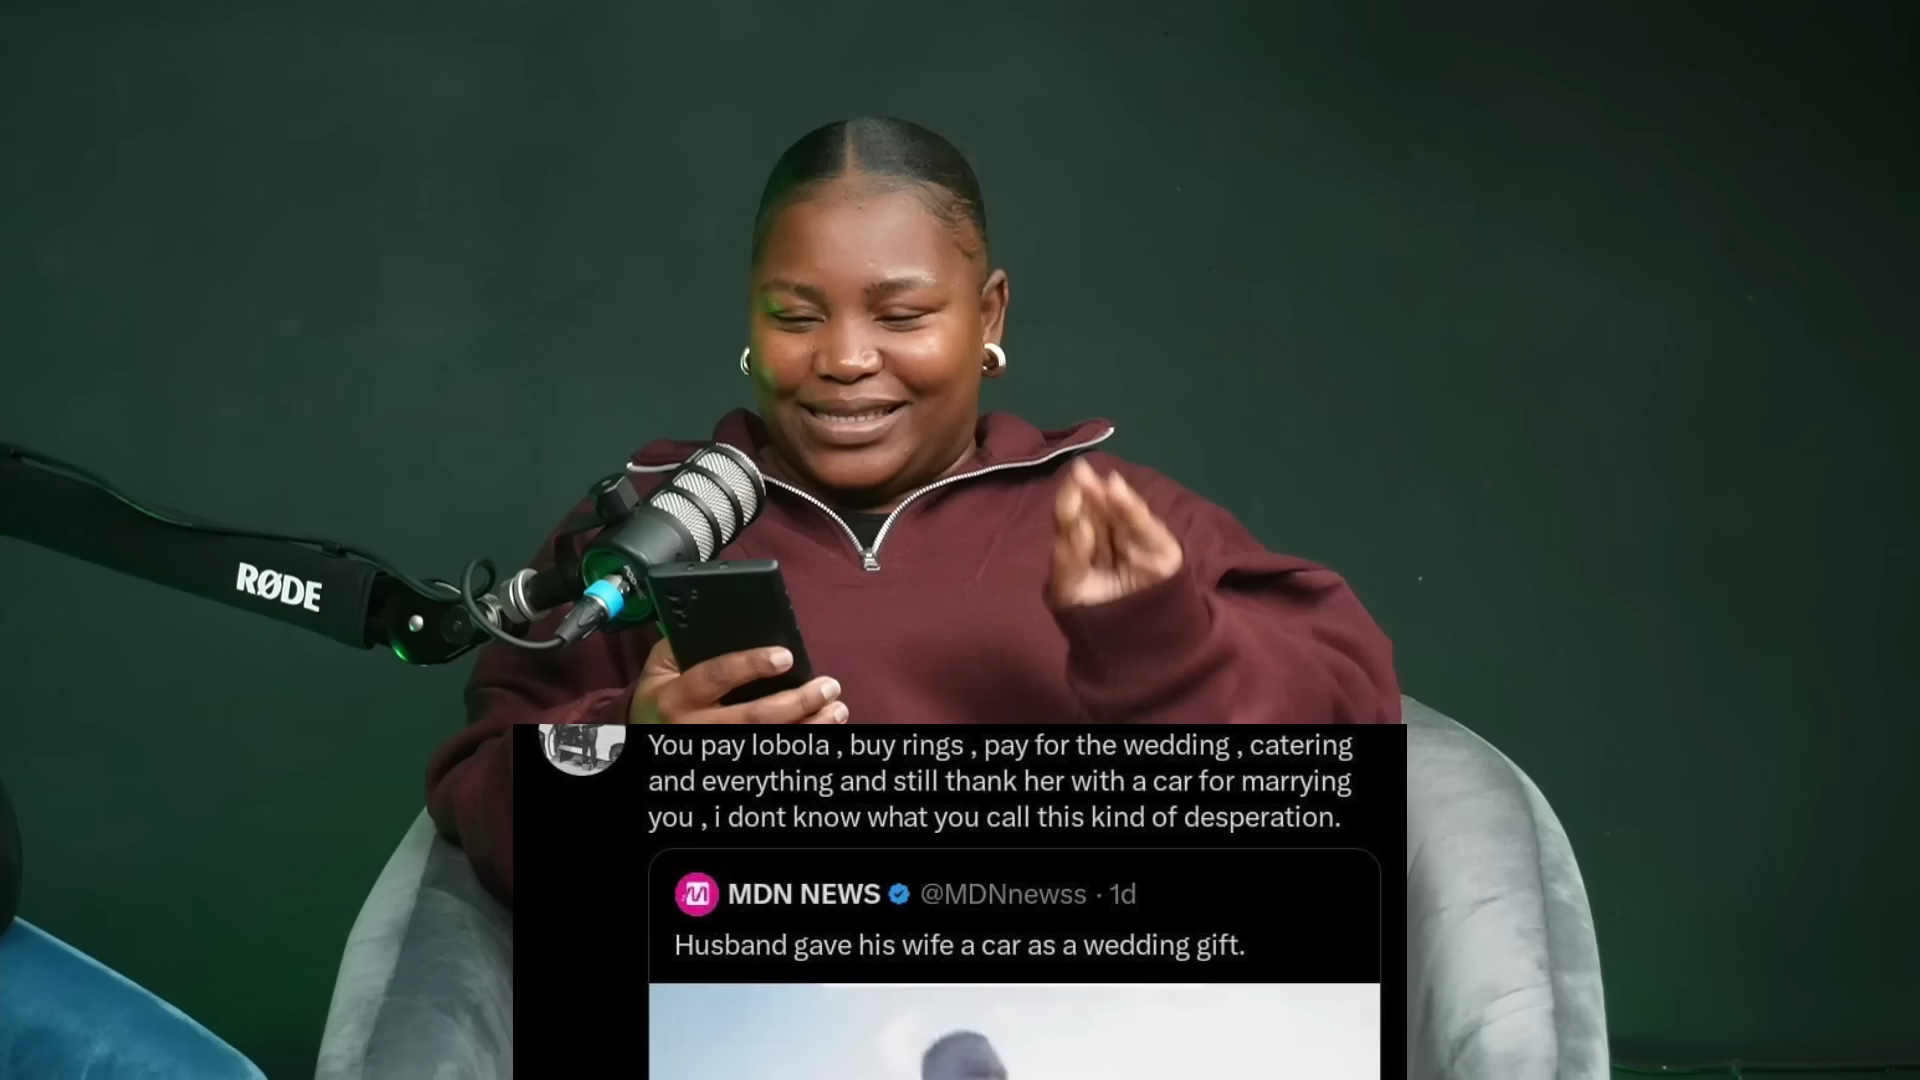 RØDE
You pay lobola , buy rings , pay for the wedding , catering
and everything and still thank her with a car for marrying
you , i dont know what you call this kind of desperation.
MDN NEWS @MDNnewss · 1d
Husband gave his wife a car as a wedding gift.